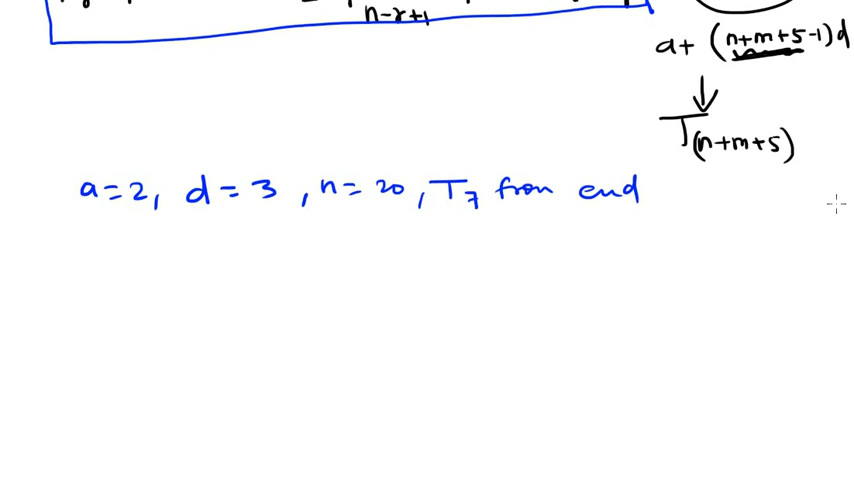 n-r+1
a+ (n+m+5-1)d
T(n+m+5)
a=2, d=3, n=20, T7 from end